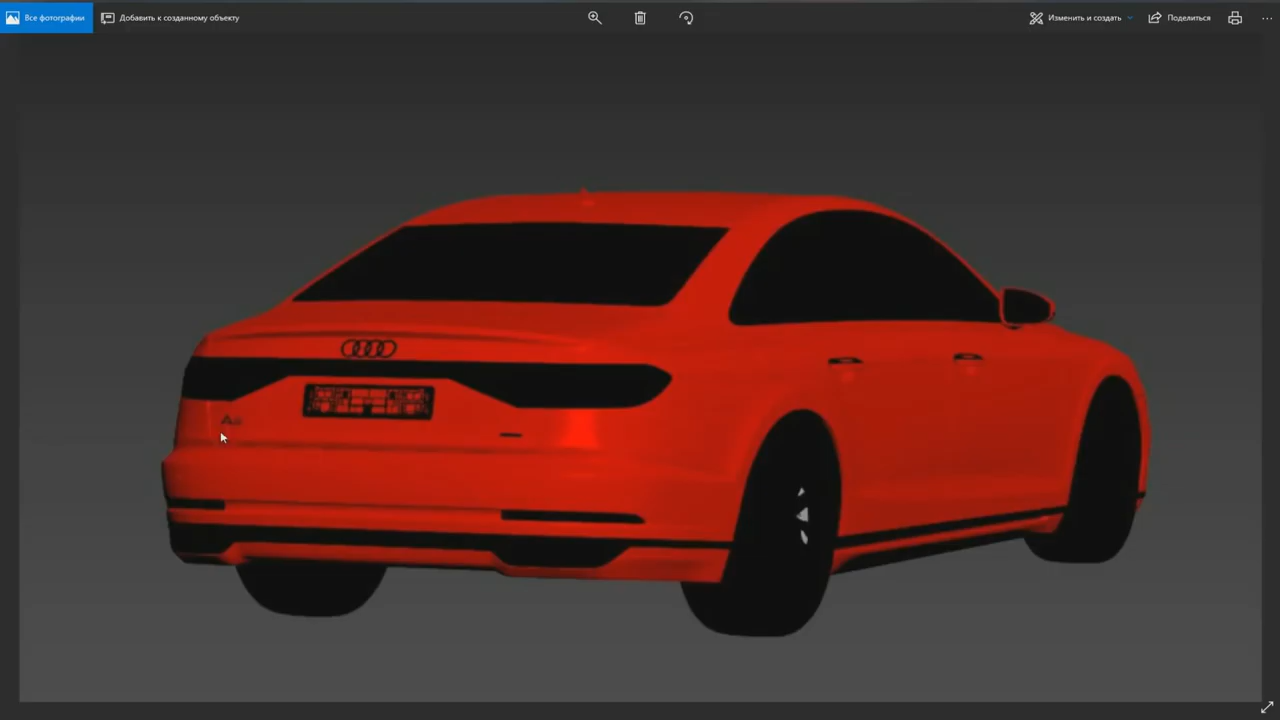 Все фотографии
Добавить к созданному объекту
Изменить и создать
Поделиться